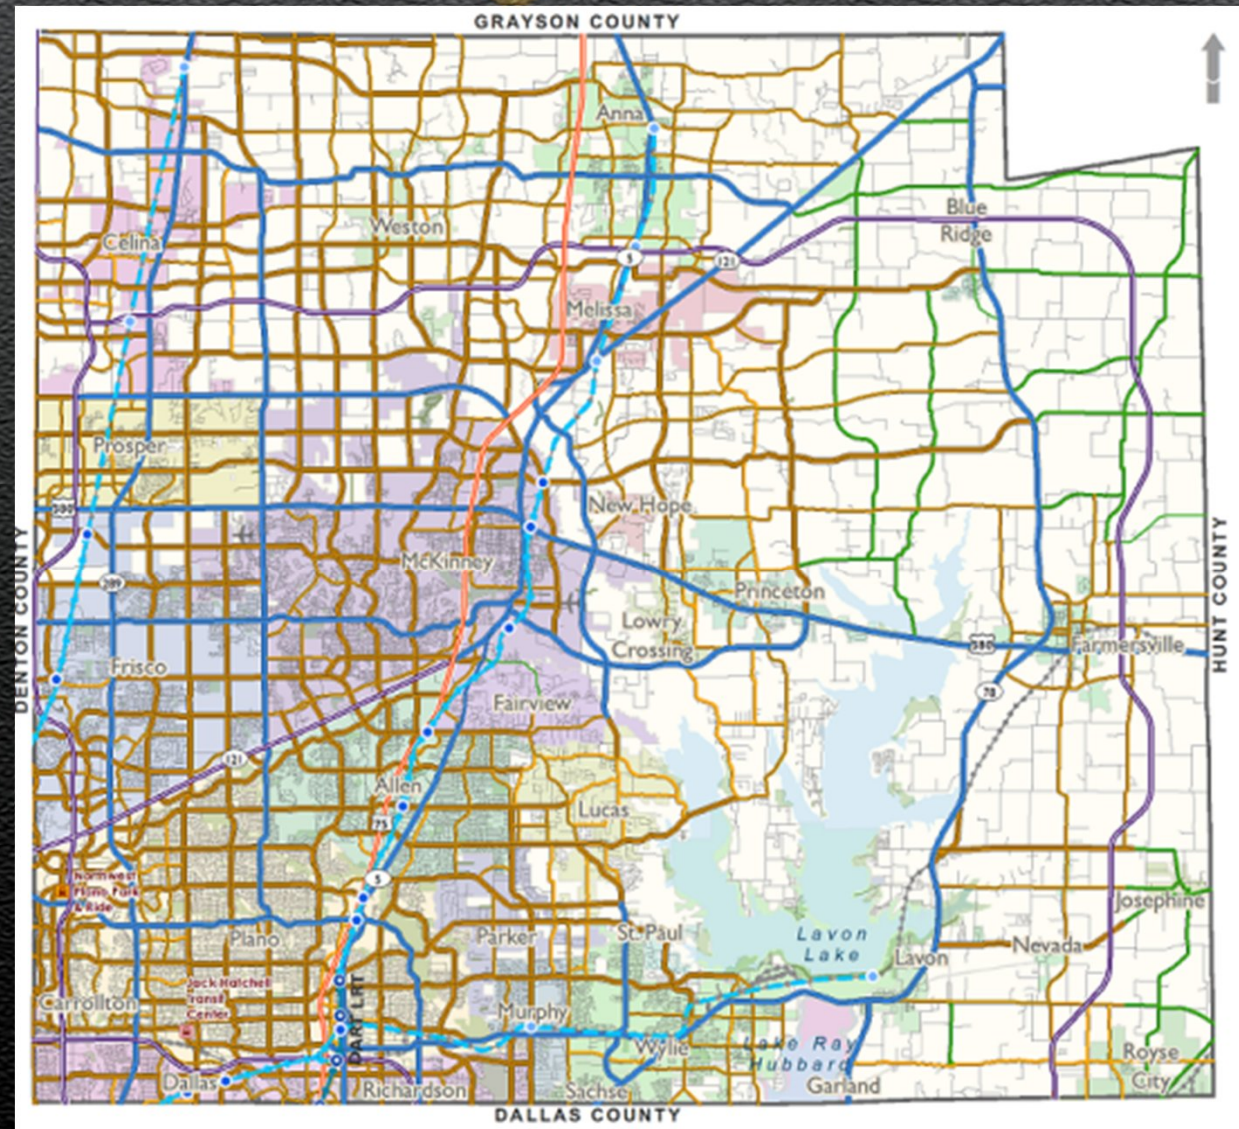 GRAYSON COUNTY
Anna
Blue
Ridge
Weston
Celina
5
121
Melissa
Prosper
380
New Hope
McKinney
289
Princeton
DENTON COUNTY
HUNT COUNTY
Lowry
Crossing
380
Farmersville
Frisco
78
Fairview
121
Allen
Lucas
75
5
Northwest
Plano Park
& Ride
Josephine
Plano
Parker
St. Paul
Lavon
Lake
Lavon
Nevada
Jack Hatchell
Transit
Center
Carrollton
DART LRT
Murphy
Wylie
Lake Ray
Hubbard
Royse
City
Dallas
Richardson
Sachse
Garland
DALLAS COUNTY